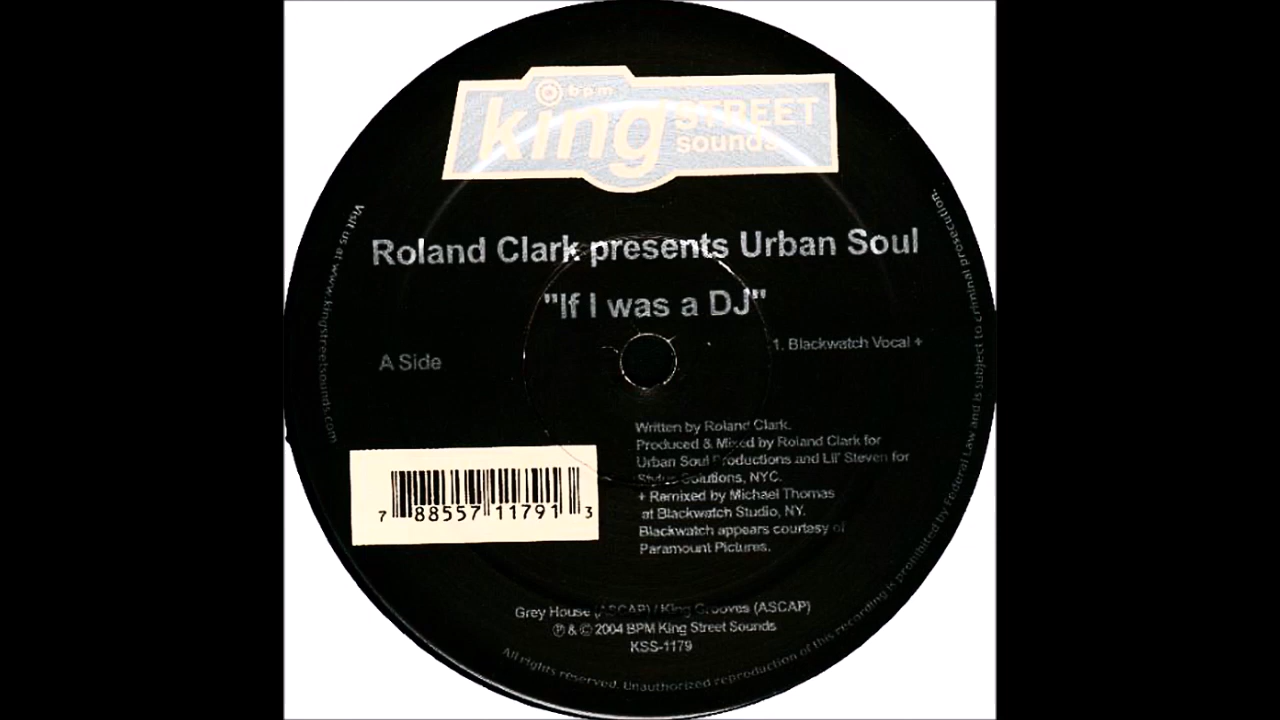 bpm
king STREET
sounds
Roland Clark presents Urban Soul
"If I was a DJ"
1. Blackwatch Vocal +
A Side
Written by Roland Clark.
Produced & Mixed by Roland Clark for
Urban Soul Productions and Lil' Steven for
Solutions, NYC.
+ Remixed by Michael Thomas
at Blackwatch Studio, NY.
Blackwatch appears courtesy of
Paramount Pictures.
7 88557 11791 3
Grey House (ASCAP) / King Grooves (ASCAP)
℗ & © 2004 BPM King Street Sounds
KSS-1179
Visit us at www.kingstreetsounds.com
All rights reserved. Unauthorized reproduction of this recording is prohibited by Federal Law and is subject to criminal prosecution.